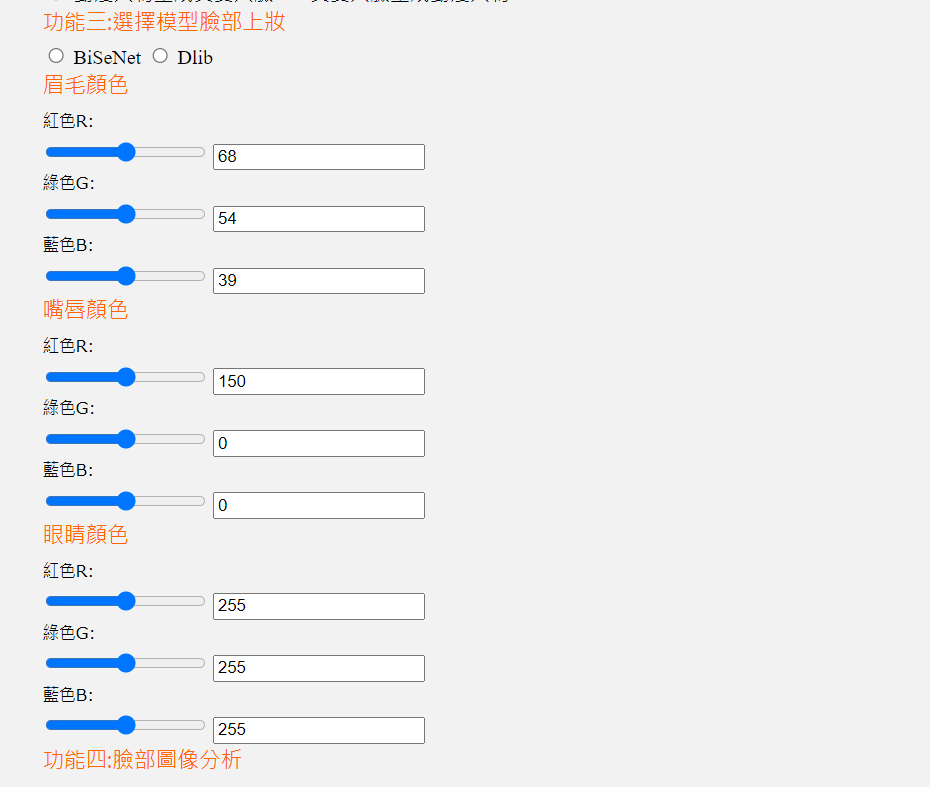 功能三:選擇模型臉部上妝
BiSeNet Dlib
眉毛顏色
紅色R:
68
綠色G:
54
藍色B:
39
嘴唇顏色
紅色R:
150
綠色G:
0
藍色B:
0
眼睛顏色
紅色R:
255
綠色G:
255
藍色B:
255
功能四:臉部圖像分析